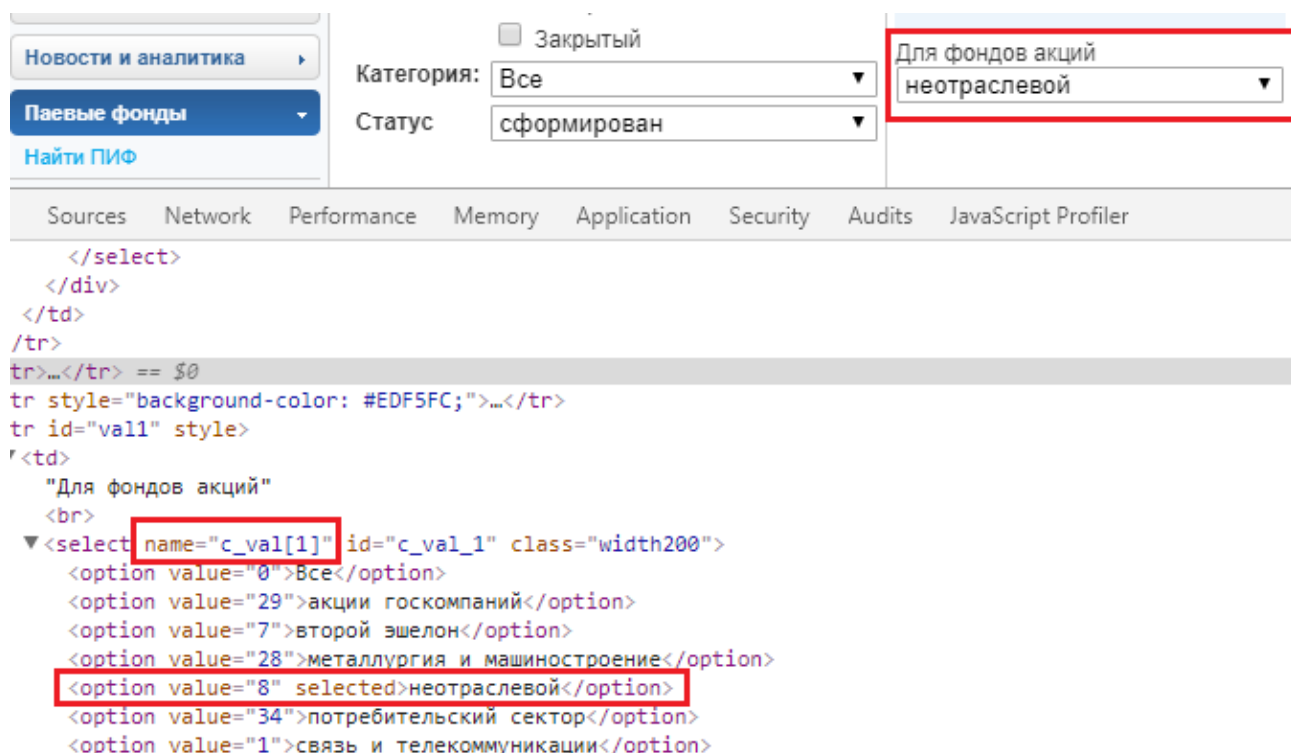 Закрытый
Новости и аналитика
Категория: Все
Для фондов акций
неотраслевой
Паевые фонды
Статус сформирован
Найти ПИФ
Sources Network Performance Memory Application Security Audits JavaScript Profiler
</select>
</div>
</td>
/tr>
tr>…</tr> == $0
tr style="background-color: #EDF5FC;">…</tr>
tr id="val1" style>
<td>
"Для фондов акций"
<br>
▼<select name="c_val[1]" id="c_val_1" class="width200">
<option value="0">Все</option>
<option value="29">акции госкомпаний</option>
<option value="7">второй эшелон</option>
<option value="28">металлургия и машиностроение</option>
<option value="8" selected>неотраслевой</option>
<option value="34">потребительский сектор</option>
<option value="1">связь и телекоммуникации</option>